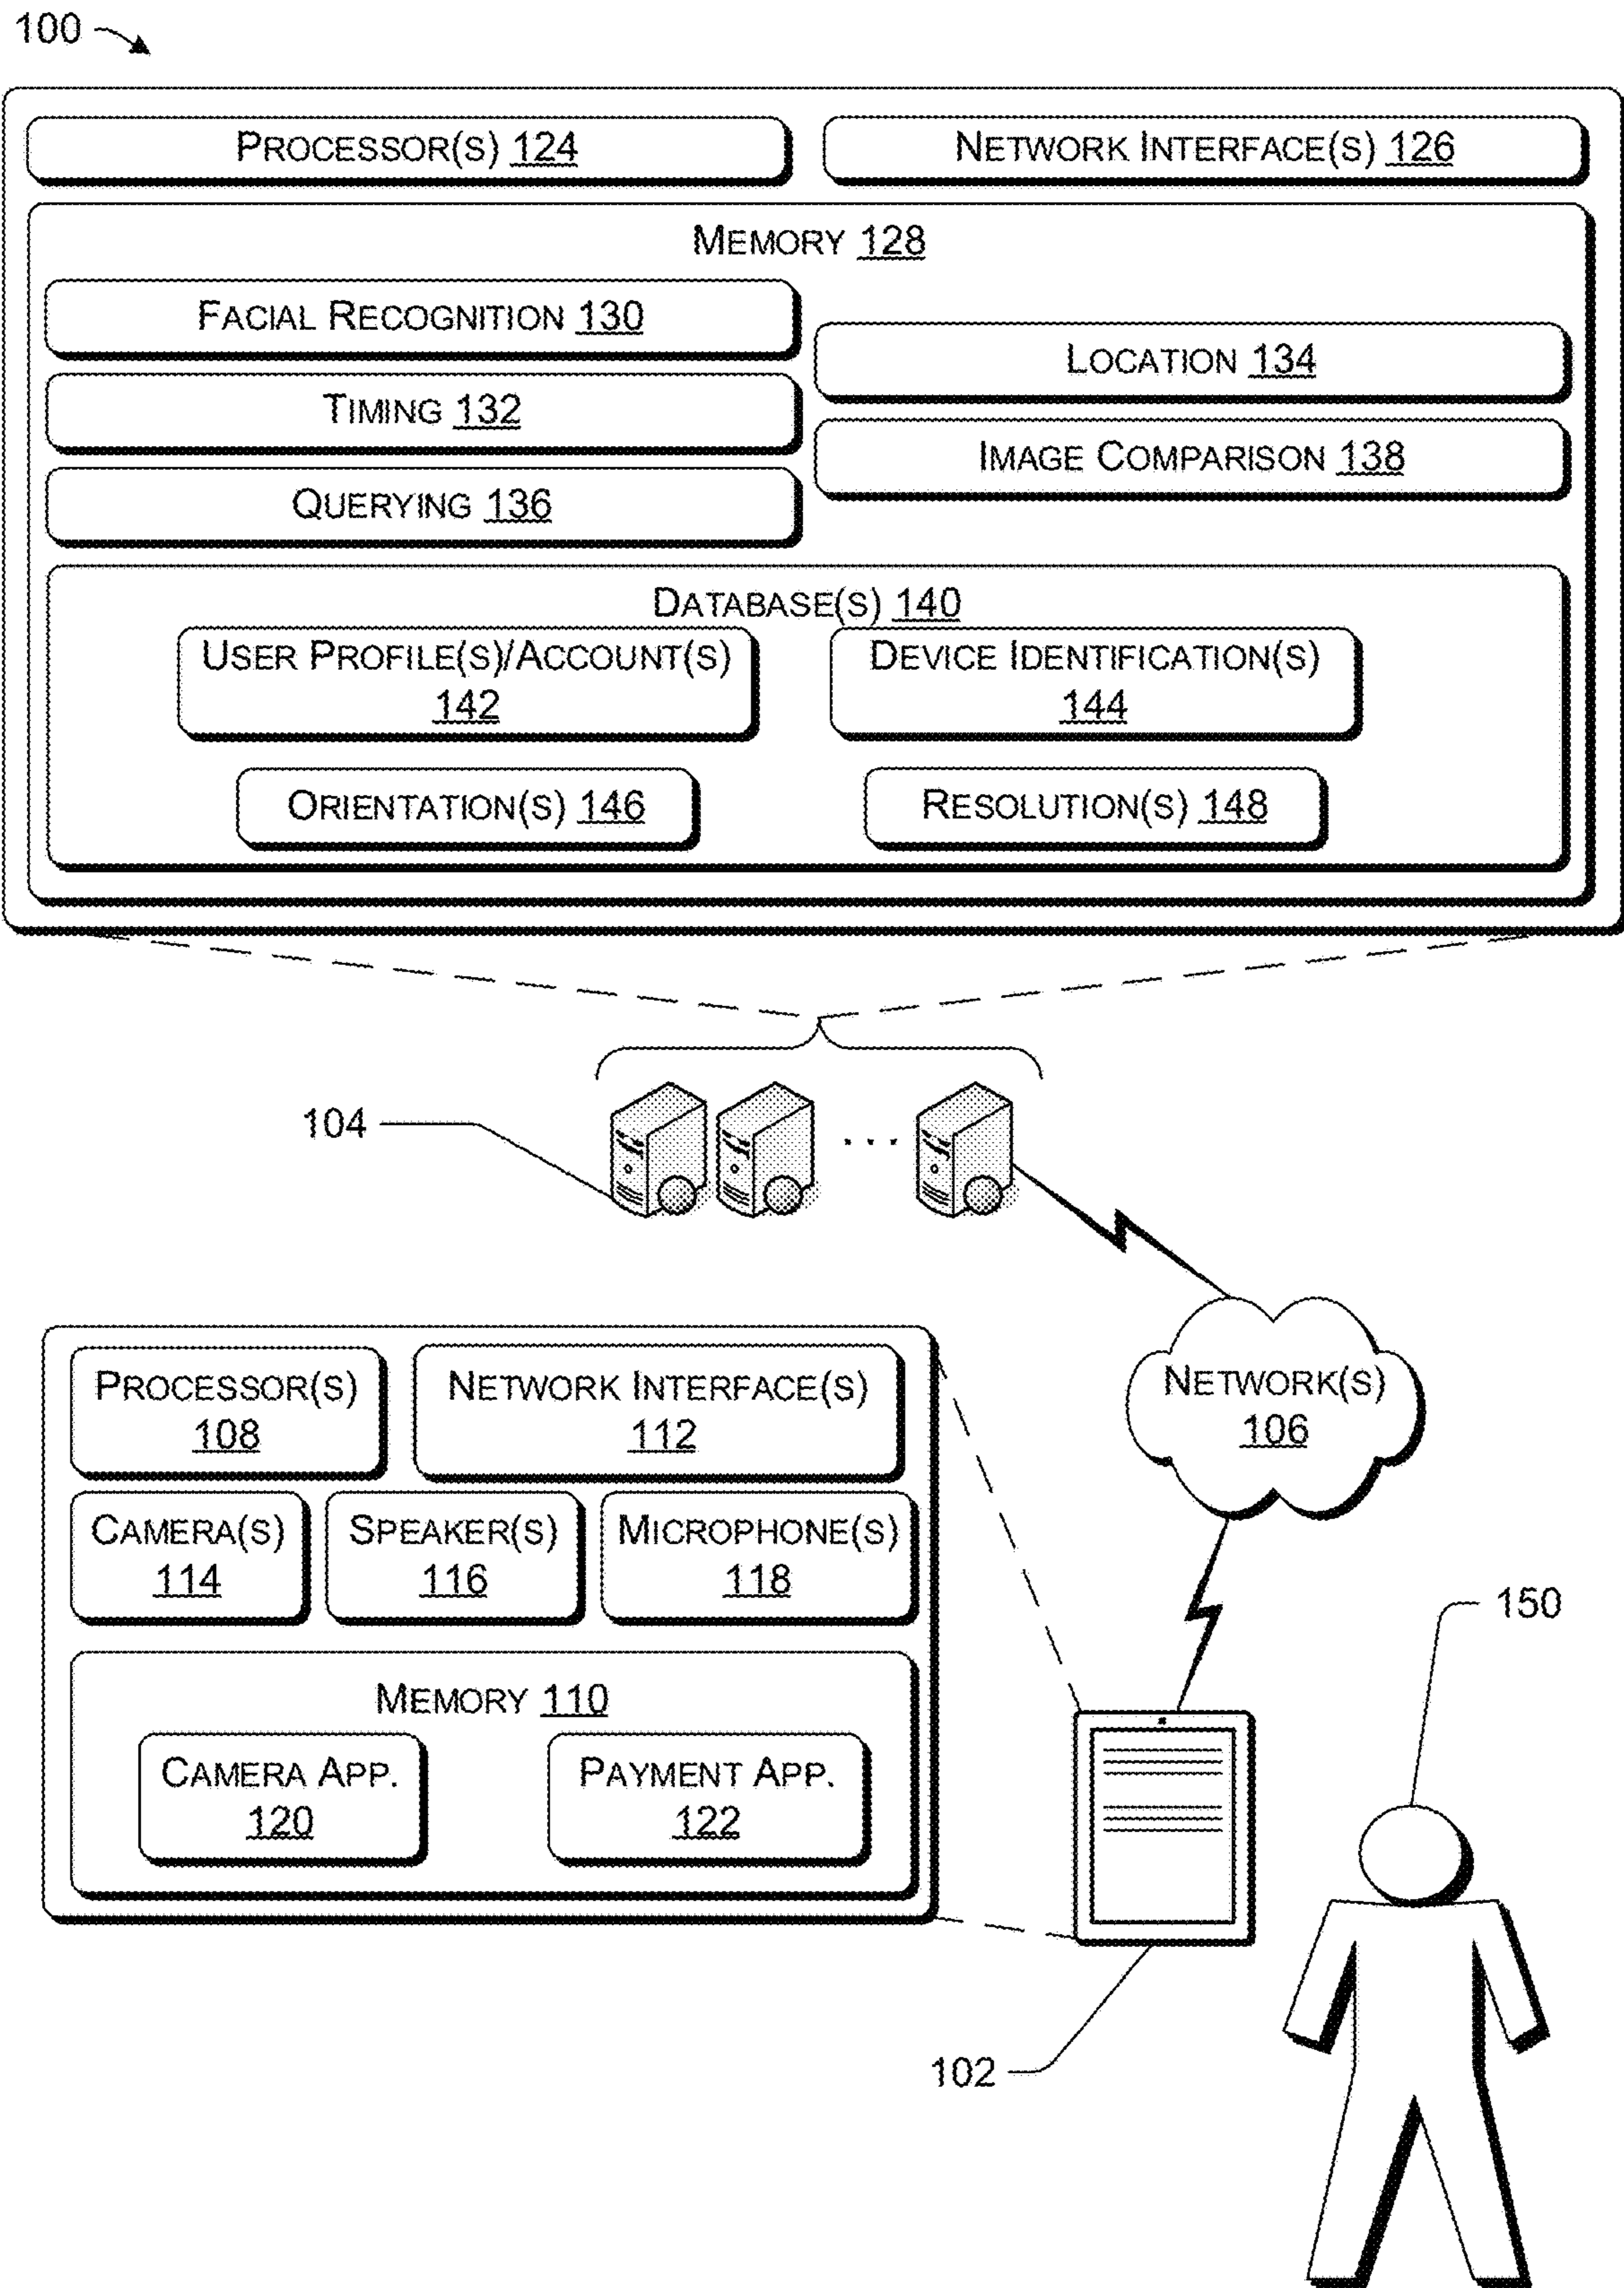 100
PROCESSOR(S) 124
NETWORK INTERFACE(S) 126
MEMORY 128
FACIAL RECOGNITION 130
LOCATION 134
TIMING 132
IMAGE COMPARISON 138
QUERYING 136
DATABASE(S) 140
USER PROFILE(S)/ACCOUNT(S)
142
DEVICE IDENTIFICATION(S)
144
ORIENTATION(S) 146
RESOLUTION(S) 148
104
PROCESSOR(S)
108
NETWORK INTERFACE(S)
112
NETWORK(S)
106
CAMERA(S)
114
SPEAKER(S)
116
MICROPHONE(S)
118
150
MEMORY 110
CAMERA APP.
120
PAYMENT APP.
122
102